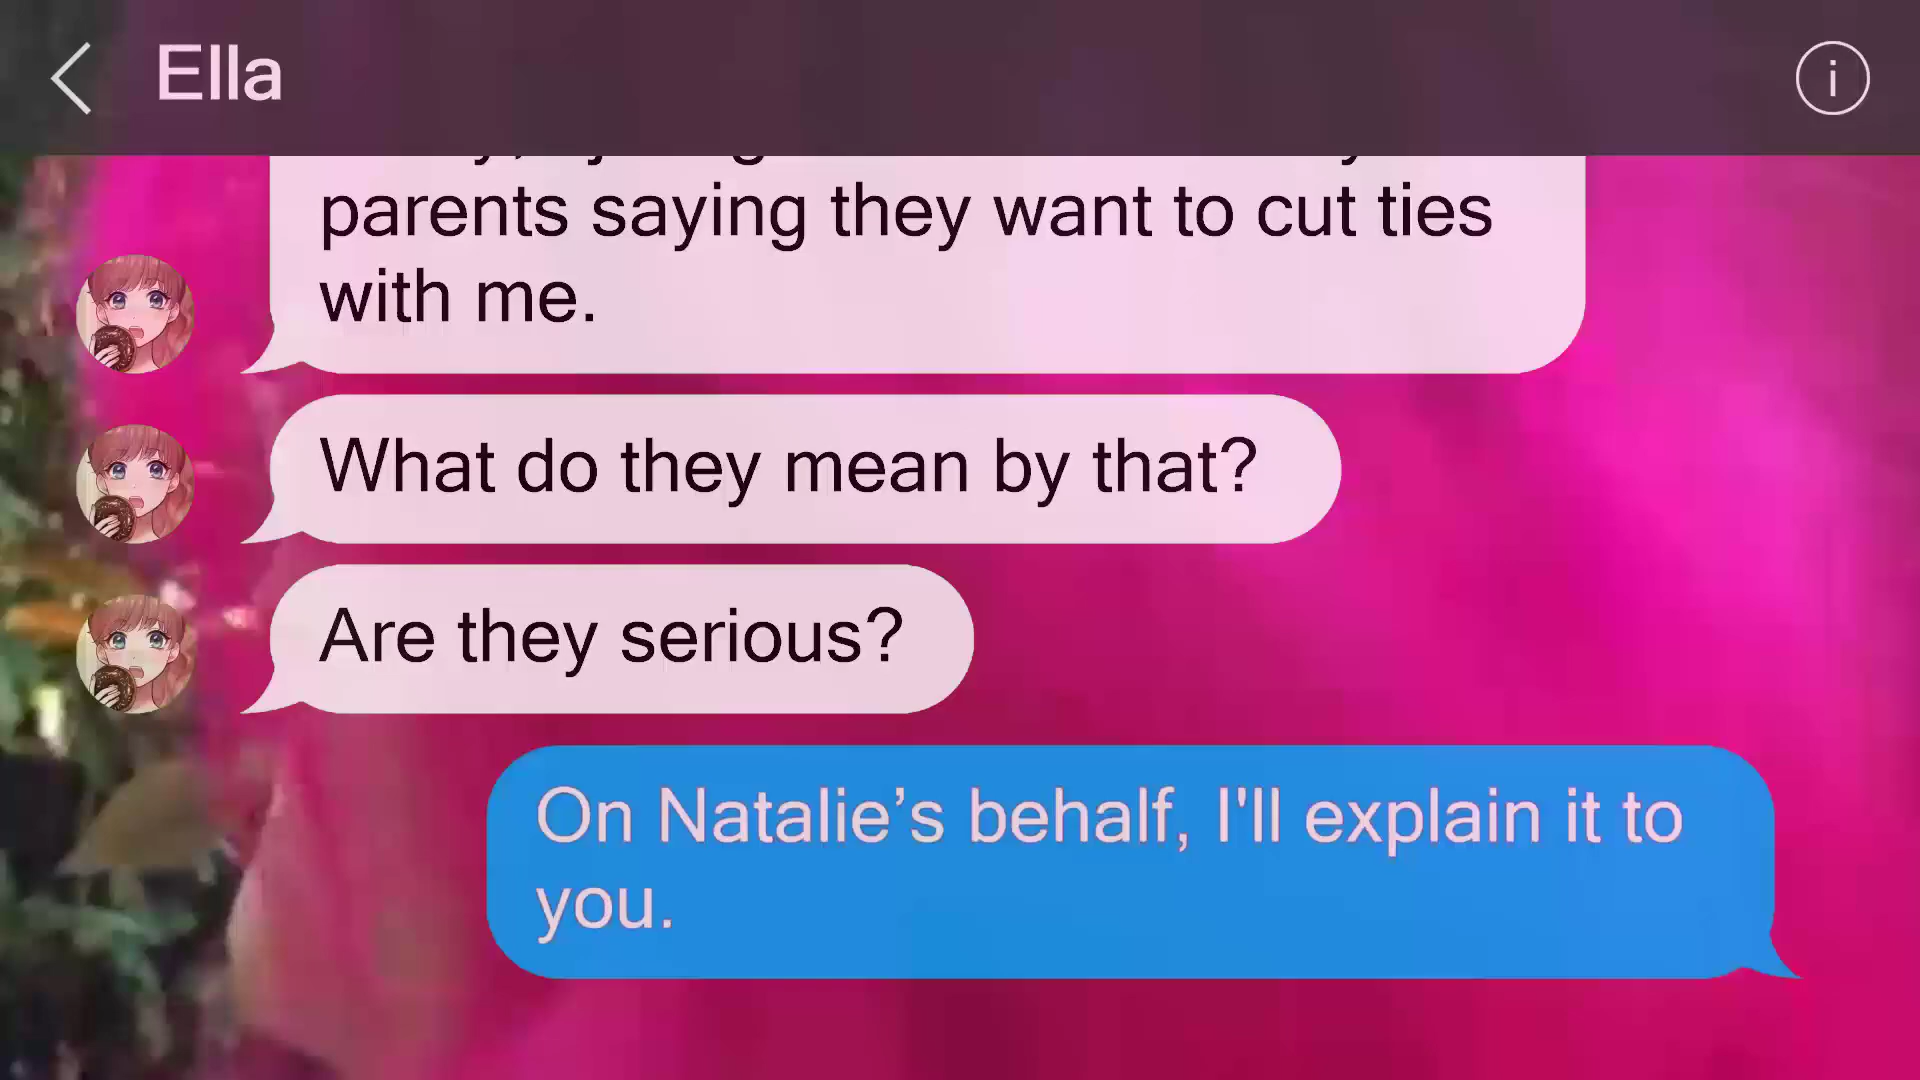 Ella
parents saying they want to cut ties
with me.
What do they mean by that?
Are they serious?
On Natalie’s behalf, I'll explain it to
you.